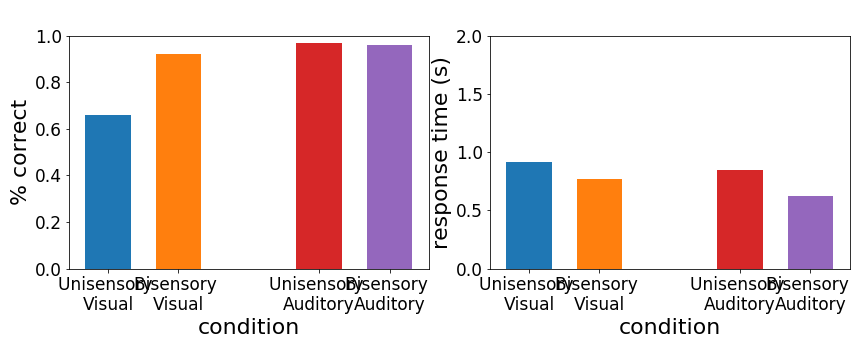 % correct
1.0
0.8
0.6
0.4
0.2
0.0
Unisensory Visual
Bisensory Visual
Unisensory Auditory
Bisensory Auditory
condition
response time (s)
2.0
1.5
1.0
0.5
0.0
Unisensory Visual
Bisensory Visual
Unisensory Auditory
Bisensory Auditory
condition